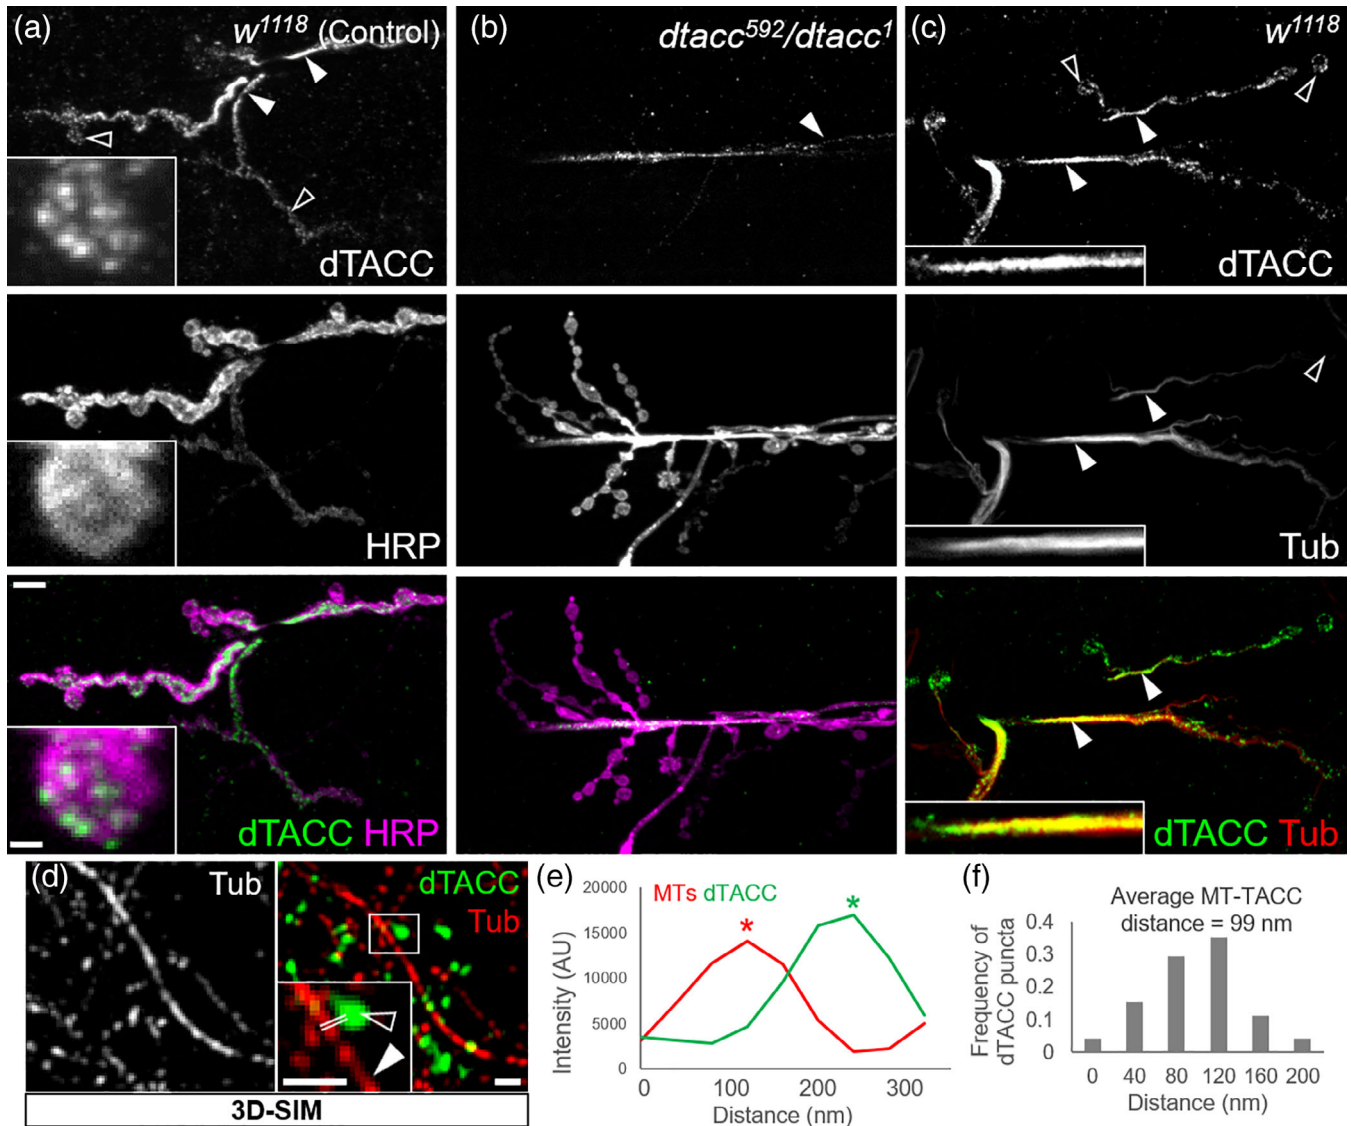 (a) w¹¹¹⁸ (Control)
dTACC
HRP
dTACC HRP
(b) dtacc⁵⁹²/dtacc¹
(c) w¹¹¹⁸
dTACC
Tub
dTACC Tub
(d) Tub
dTACC
Tub
3D-SIM
(e)
MTs dTACC
* *
20000
15000
10000
5000
0
Intensity (AU)
0 100 200 300
Distance (nm)
(f)
Average MT-TACC
distance = 99 nm
0.4
0.3
0.2
0.1
0
Frequency of
dTACC puncta
0 40 80 120 160 200
Distance (nm)